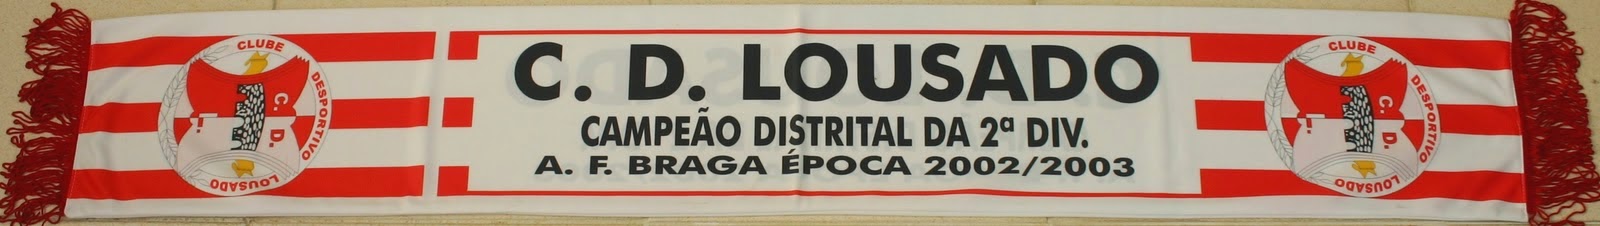 CLUBE DESPORTIVO
C. D.
L.
LOUSADO
C. D. LOUSADO
CAMPEÃO DISTRITAL DA 2ª DIV.
A. F. BRAGA ÉPOCA 2002/2003
CLUBE DESPORTIVO
C. D.
L.
LOUSADO